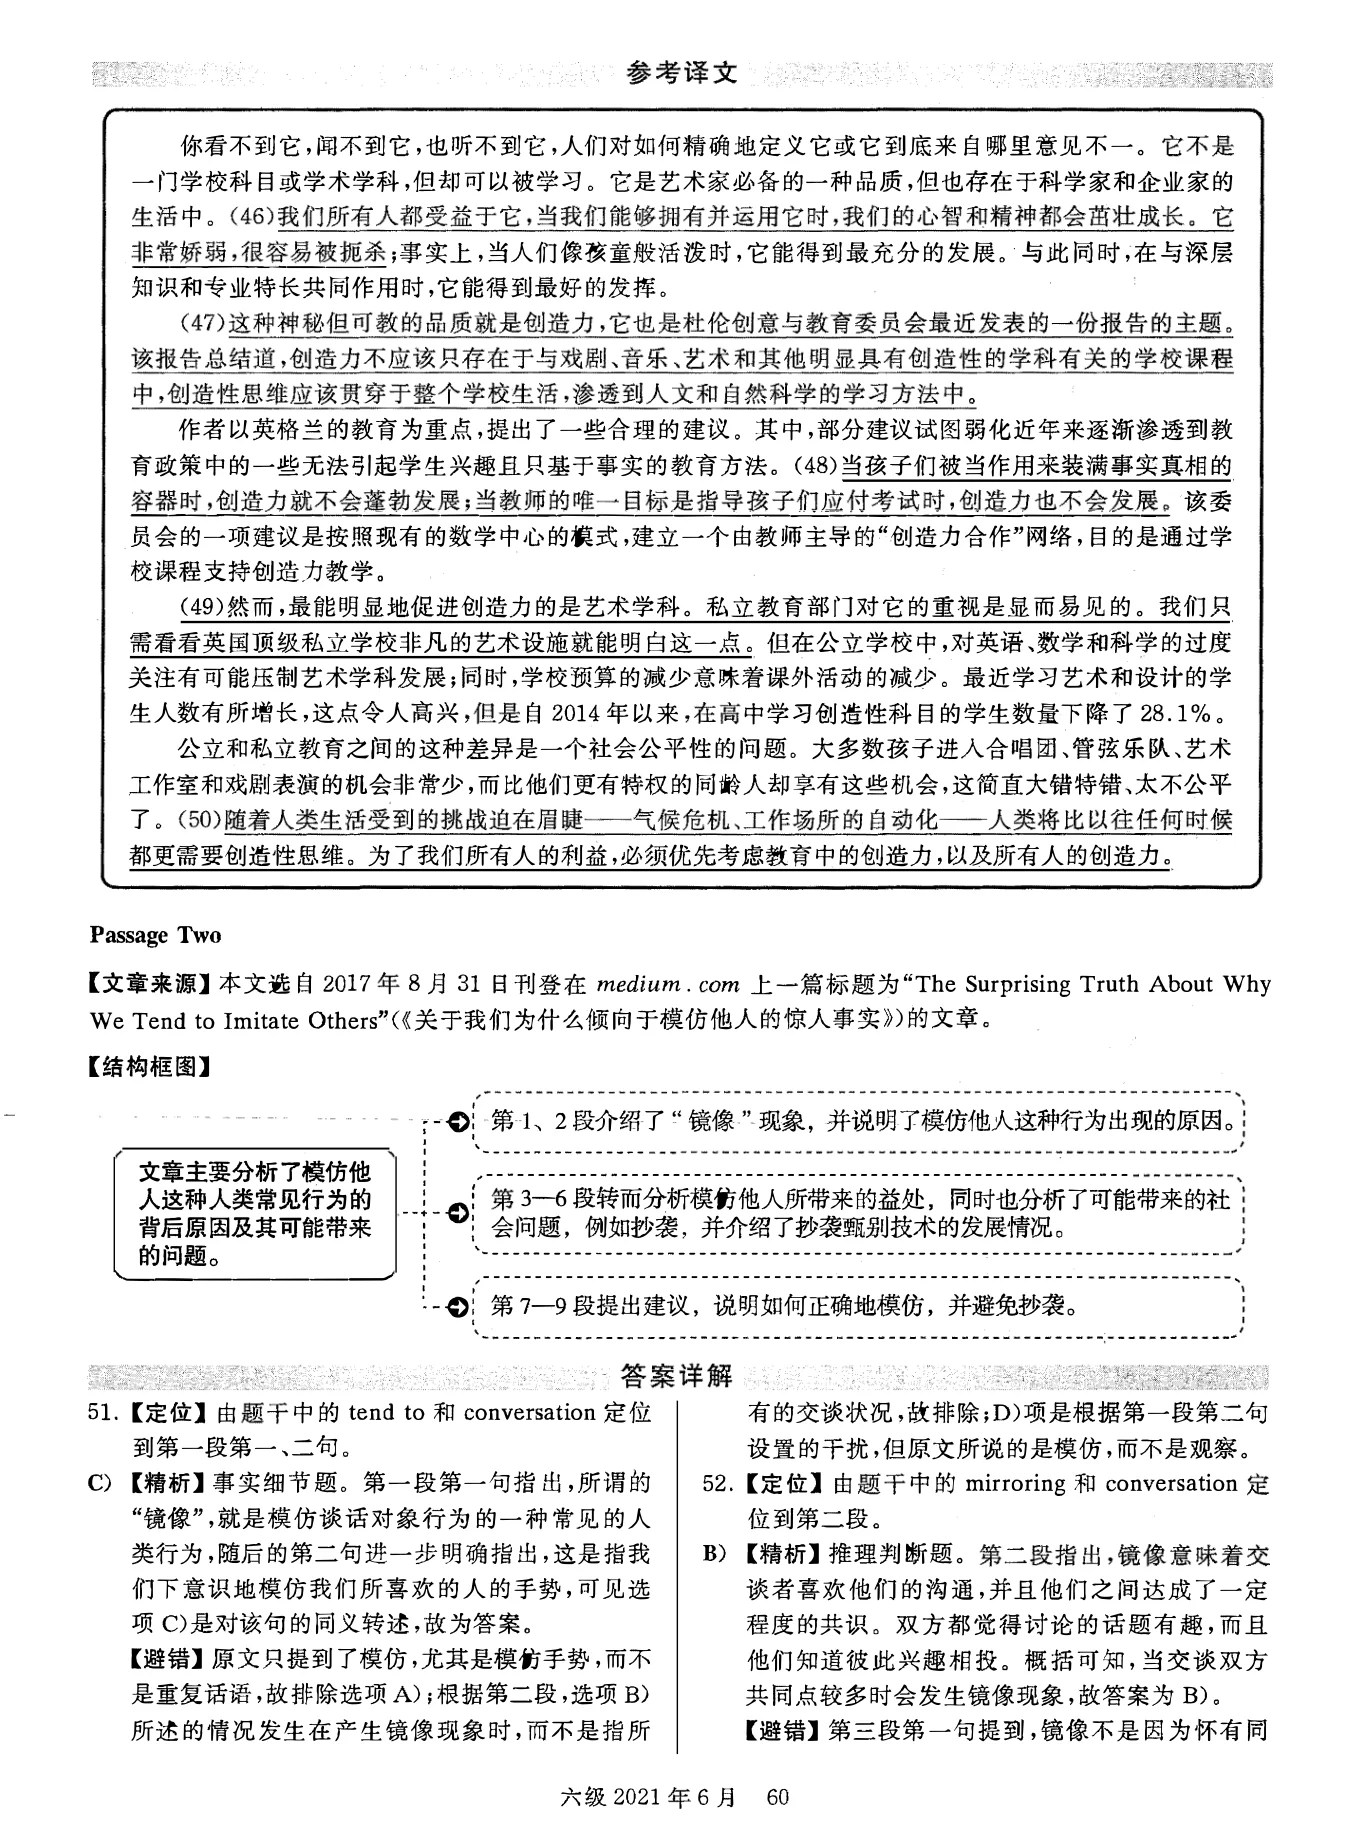 参考译文
你看不到它,闻不到它,也听不到它,人们对如何精确地定义它或它到底来自哪里意见不一。它不是
一门学校科目或学术学科,但却可以被学习。它是艺术家必备的一种品质,但也存在于科学家和企业家的
生活中。(46)我们所有人都受益于它,当我们能够拥有并运用它时,我们的心智和精神都会茁壮成长。它
非常娇弱,很容易被扼杀;事实上,当人们像孩童般活泼时,它能得到最充分的发展。与此同时,在与深层
知识和专业特长共同作用时,它能得到最好的发挥。
(47)这种神秘但可教的品质就是创造力,它也是杜伦创意与教育委员会最近发表的一份报告的主题。
该报告总结道,创造力不应该只存在于与戏剧、音乐、艺术和其他明显具有创造性的学科有关的学校课程
中,创造性思维应该贯穿于整个学校生活,渗透到人文和自然科学的学习方法中。
作者以英格兰的教育为重点,提出了一些合理的建议。其中,部分建议试图弱化近年来逐渐渗透到教
育政策中的一些无法引起学生兴趣且只基于事实的教育方法。(48)当孩子们被当作用来装满事实真相的
容器时,创造力就不会蓬勃发展;当教师的唯一目标是指导孩子们应付考试时,创造力也不会发展。该委
员会的一项建议是按照现有的数学中心的模式,建立一个由教师主导的“创造力合作”网络,目的是通过学
校课程支持创造力教学。
(49)然而,最能明显地促进创造力的是艺术学科。私立教育部门对它的重视是显而易见的。我们只
需看看英国顶级私立学校非凡的艺术设施就能明白这一点。但在公立学校中,对英语、数学和科学的过度
关注有可能压制艺术学科发展;同时,学校预算的减少意味着课外活动的减少。最近学习艺术和设计的学
生人数有所增长,这点令人高兴,但是自2014年以来,在高中学习创造性科目的学生数量下降了28.1%。
公立和私立教育之间的这种差异是一个社会公平性的问题。大多数孩子进入合唱团、管弦乐队、艺术
工作室和戏剧表演的机会非常少,而比他们更有特权的同龄人却享有这些机会,这简直大错特错、太不公平
了。(50)随着人类生活受到的挑战迫在眉睫——气候危机、工作场所的自动化——人类将比以往任何时候
都更需要创造性思维。为了我们所有人的利益,必须优先考虑教育中的创造力,以及所有人的创造力。
Passage Two
【文章来源】本文选自2017年8月31日刊登在 medium.com 上一篇标题为“The Surprising Truth About Why
We Tend to Imitate Others”(《关于我们为什么倾向于模仿他人的惊人事实》)的文章。
【结构框图】
文章主要分析了模仿他
人这种人类常见行为的
背后原因及其可能带来
的问题。
第1、2段介绍了“镜像”现象，并说明了模仿他人这种行为出现的原因。
第3—6段转而分析模仿他人所带来的益处，同时也分析了可能带来的社
会问题，例如抄袭，并介绍了抄袭甄别技术的发展情况。
第7—9段提出建议，说明如何正确地模仿，并避免抄袭。
答案详解
51.【定位】由题干中的 tend to 和 conversation 定位
到第一段第一、二句。
C)【精析】事实细节题。第一段第一句指出,所谓的
“镜像”,就是模仿谈话对象行为的一种常见的人
类行为,随后的第二句进一步明确指出,这是指我
们下意识地模仿我们所喜欢的人的手势,可见选
项C)是对该句的同义转述,故为答案。
【避错】原文只提到了模仿,尤其是模仿手势,而不
是重复话语,故排除选项A);根据第二段,选项B)
所述的情况发生在产生镜像现象时,而不是指所
有的交谈状况,故排除;D)项是根据第一段第二句
设置的干扰,但原文所说的是模仿,而不是观察。
52.【定位】由题干中的 mirroring 和 conversation 定
位到第二段。
B)【精析】推理判断题。第二段指出,镜像意味着交
谈者喜欢他们的沟通,并且他们之间达成了一定
程度的共识。双方都觉得讨论的话题有趣,而且
他们知道彼此兴趣相投。概括可知,当交谈双方
共同点较多时会发生镜像现象,故答案为B)。
【避错】第三段第一句提到,镜像不是因为怀有同
六级2021年6月 60